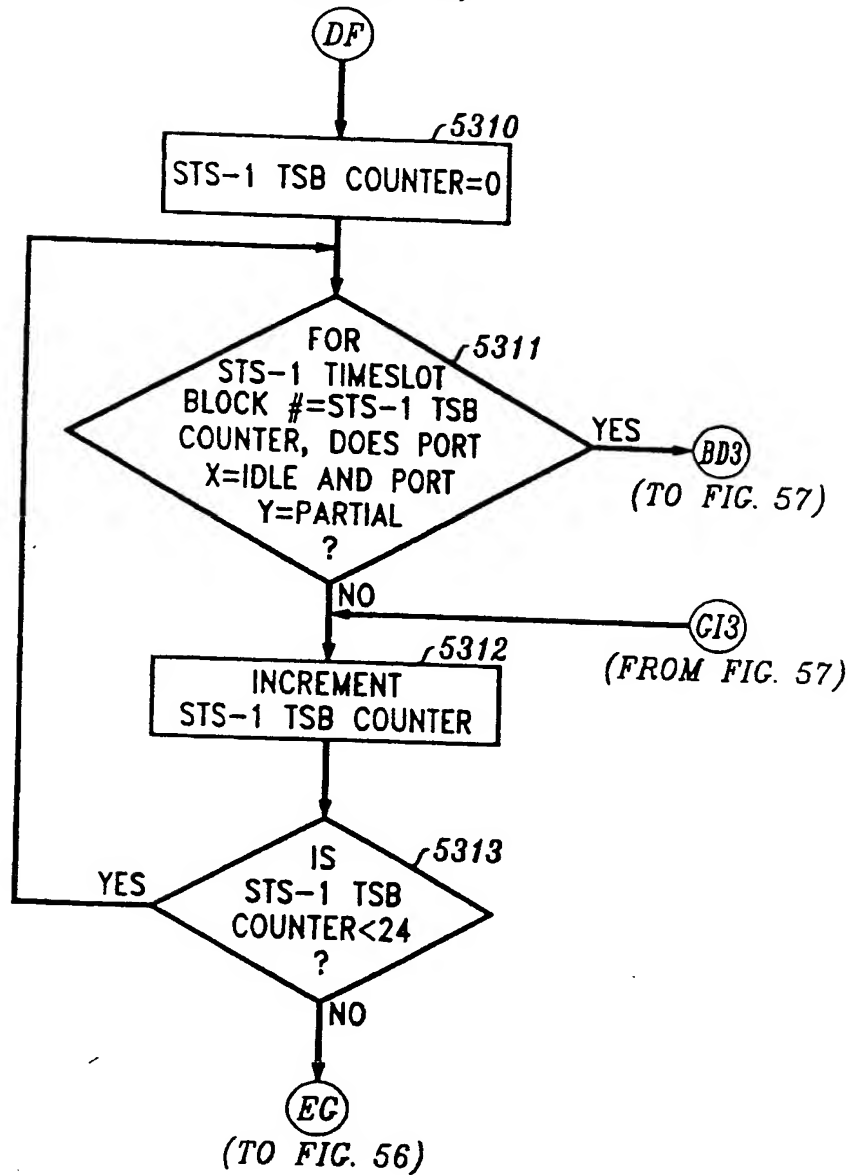 DF
5310
STS-1 TSB COUNTER=0
FOR
STS-1 TIMESLOT
BLOCK #=STS-1 TSB
COUNTER, DOES PORT
X=IDLE AND PORT
Y=PARTIAL
?
5311
YES
BD3
(TO FIG. 57)
NO
GI3
(FROM FIG. 57)
5312
INCREMENT
STS-1 TSB COUNTER
IS
STS-1 TSB
COUNTER<24
?
5313
YES
NO
EG
(TO FIG. 56)